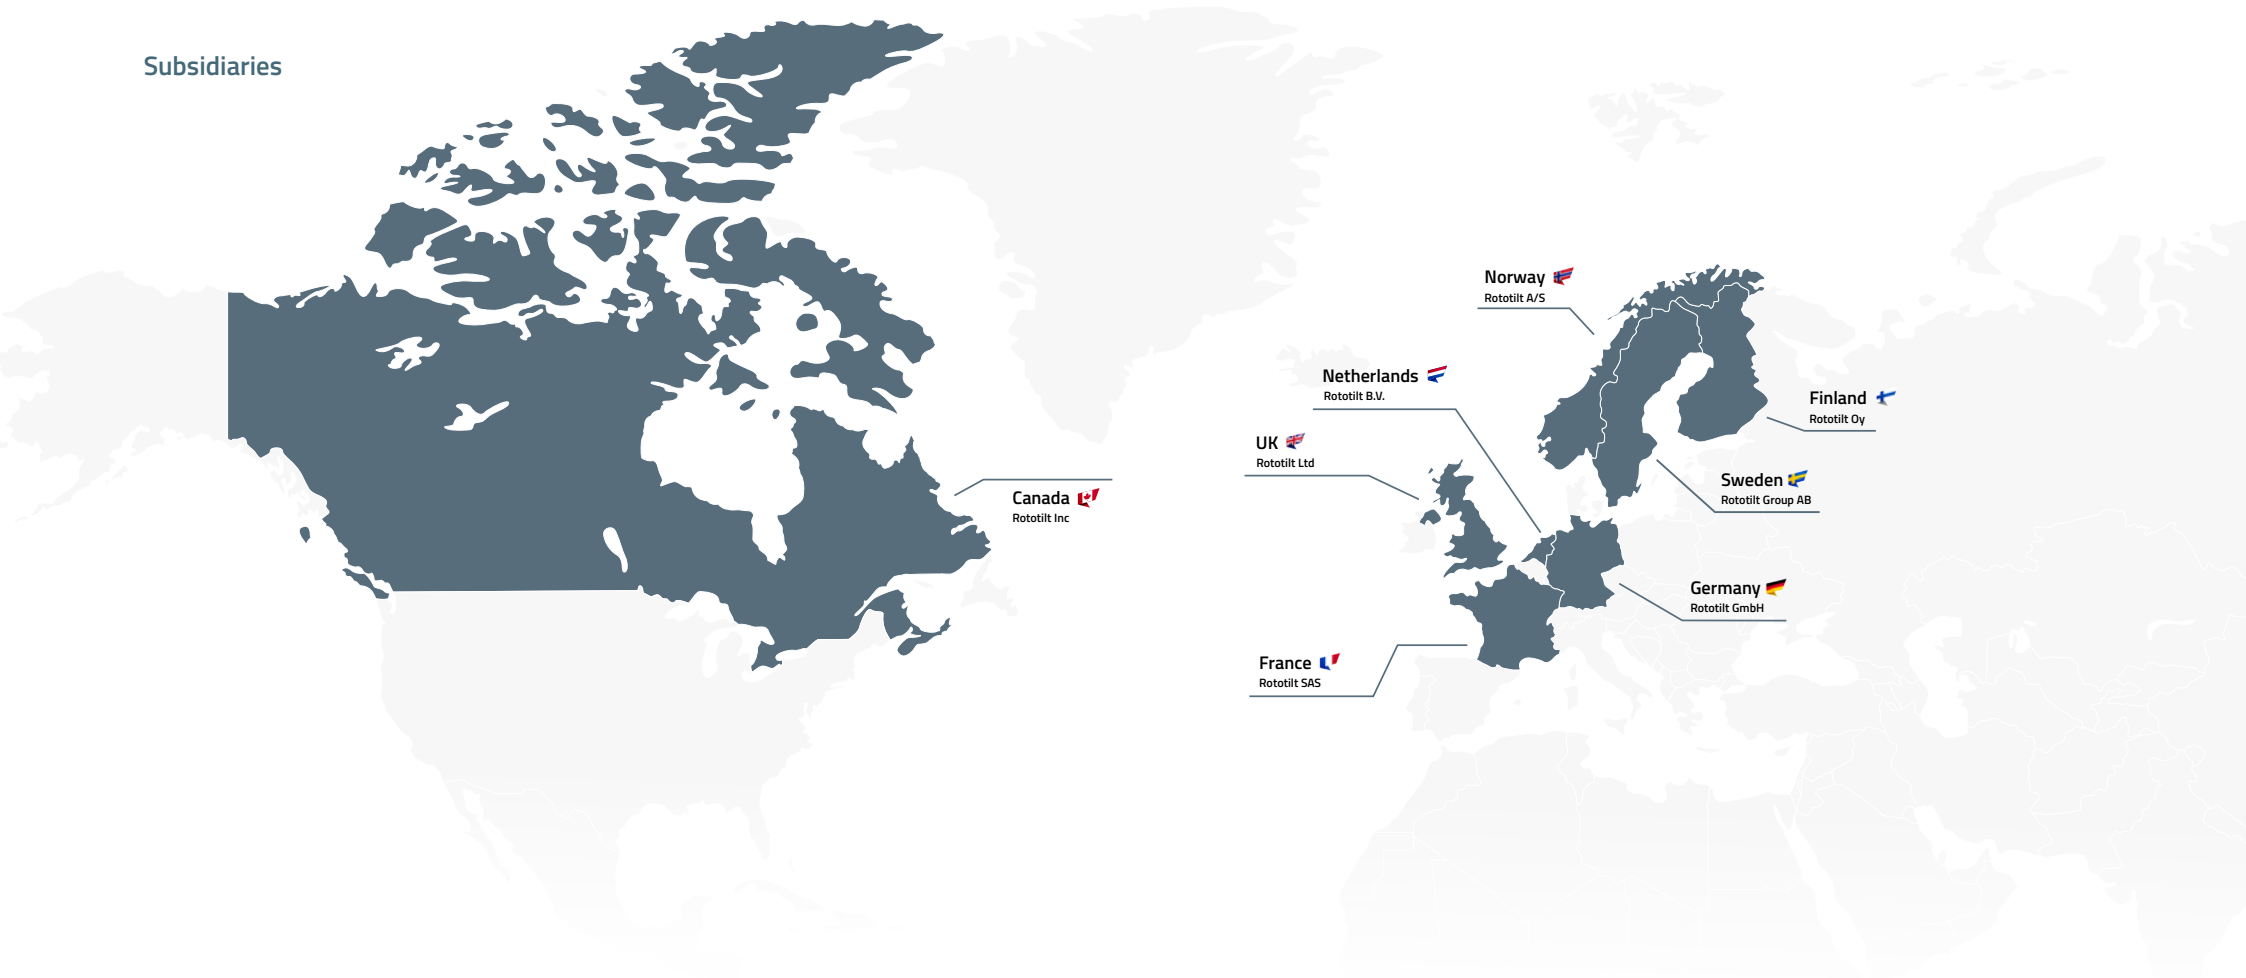 Subsidiaries
Norway
Rototilt A/S
Netherlands
Rototilt B.V.
Finland
Rototilt Oy
UK
Rototilt Ltd
Sweden
Rototilt Group AB
Canada
Rototilt Inc
Germany
Rototilt GmbH
France
Rototilt SAS